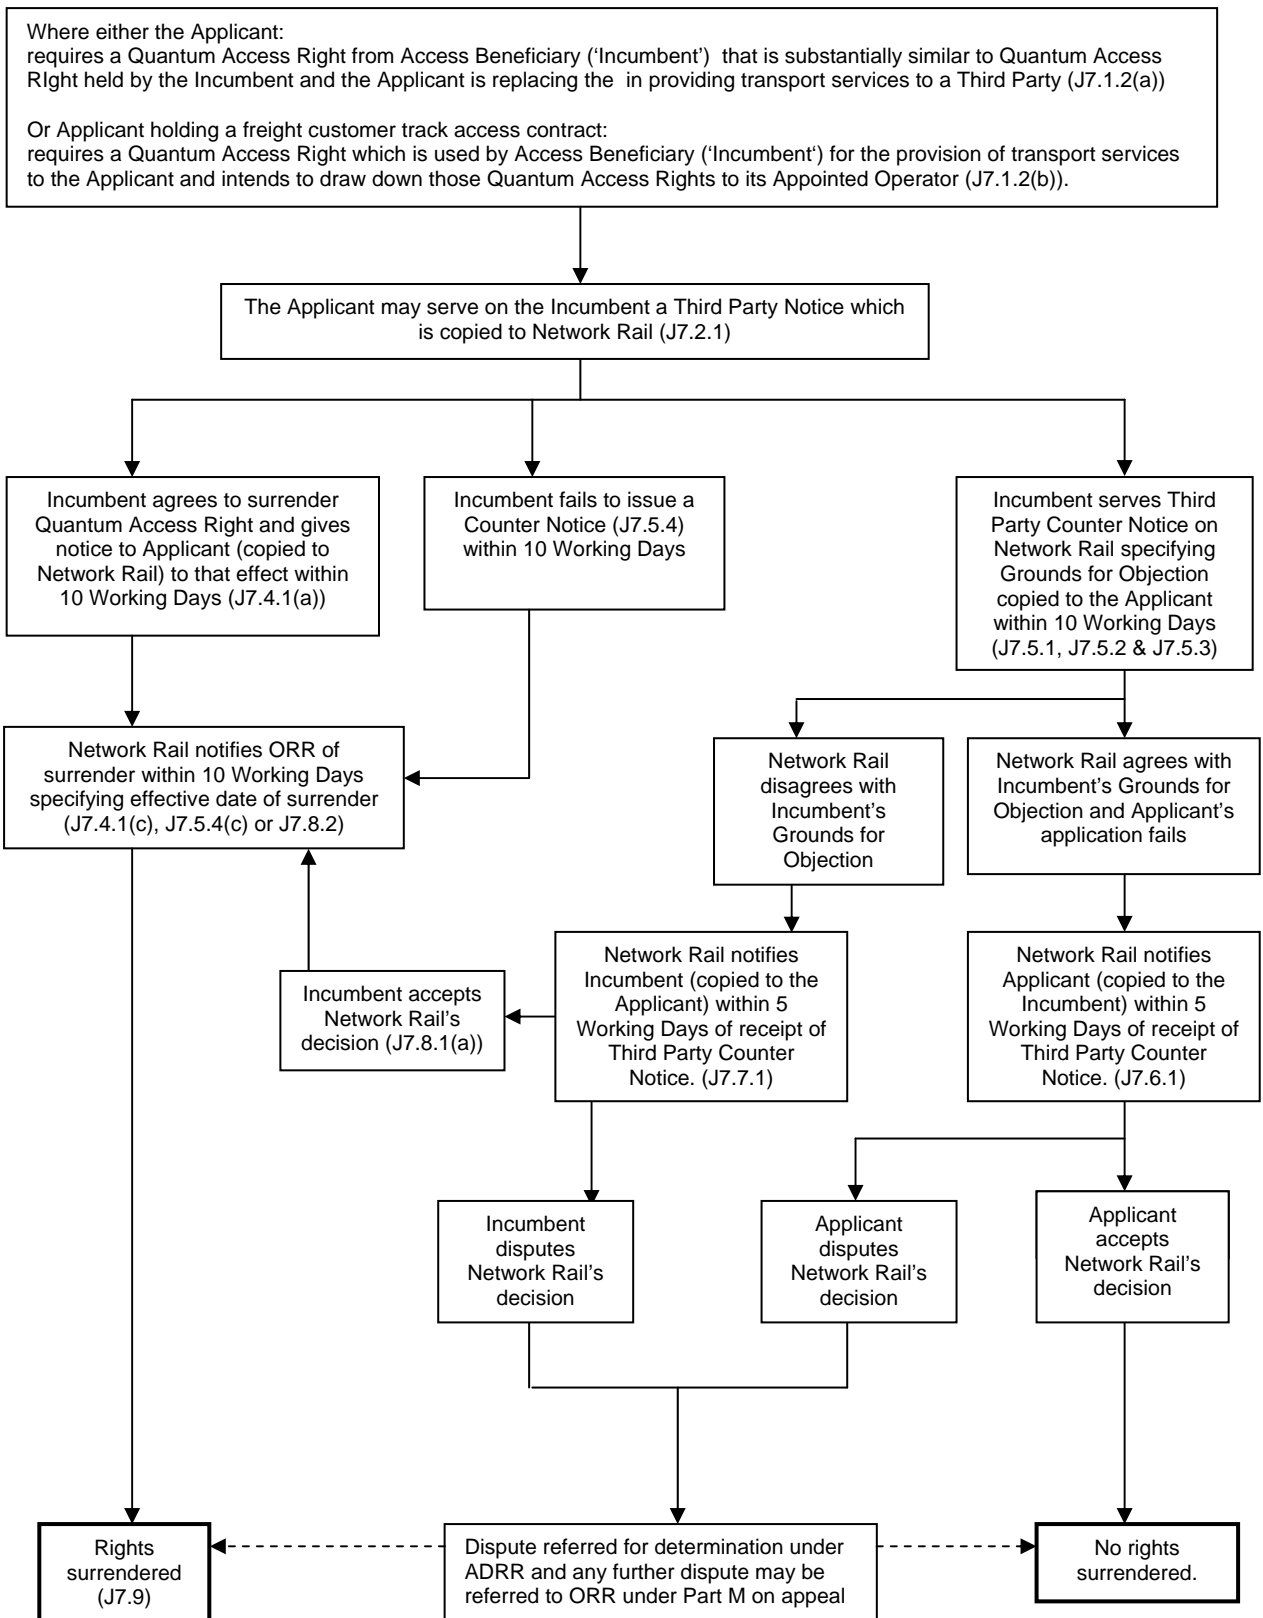 Where either the Applicant:
requires a Quantum Access Right from Access Beneficiary (‘Incumbent’)  that is substantially similar to Quantum Access
RIght held by the Incumbent and the Applicant is replacing the  in providing transport services to a Third Party (J7.1.2(a))
Or Applicant holding a freight customer track access contract:
requires a Quantum Access Right which is used by Access Beneficiary (‘Incumbent‘) for the provision of transport services
to the Applicant and intends to draw down those Quantum Access Rights to its Appointed Operator (J7.1.2(b)).
The Applicant may serve on the Incumbent a Third Party Notice which
is copied to Network Rail (J7.2.1)
Incumbent agrees to surrender
Quantum Access Right and gives
notice to Applicant (copied to
Network Rail) to that effect within
10 Working Days (J7.4.1(a))
Incumbent fails to issue a
Counter Notice (J7.5.4)
within 10 Working Days
Incumbent serves Third
Party Counter Notice on
Network Rail specifying
Grounds for Objection
copied to the Applicant
within 10 Working Days
(J7.5.1, J7.5.2 & J7.5.3)
Network Rail notifies ORR of
surrender within 10 Working Days
specifying effective date of surrender
(J7.4.1(c), J7.5.4(c) or J7.8.2)
Network Rail
disagrees with
Incumbent’s
Grounds for
Objection
Network Rail agrees with
Incumbent’s Grounds for
Objection and Applicant’s
application fails
Incumbent accepts
Network Rail’s
decision (J7.8.1(a))
Network Rail notifies
Incumbent (copied to the
Applicant) within 5
Working Days of receipt of
Third Party Counter
Notice. (J7.7.1)
Network Rail notifies
Applicant (copied to the
Incumbent) within 5
Working Days of receipt of
Third Party Counter
Notice. (J7.6.1)
Incumbent
disputes
Network Rail’s
decision
Applicant
disputes
Network Rail’s
decision
Applicant
accepts
Network Rail’s
decision
Rights
surrendered
(J7.9)
Dispute referred for determination under
ADRR and any further dispute may be
referred to ORR under Part M on appeal
No rights
surrendered.